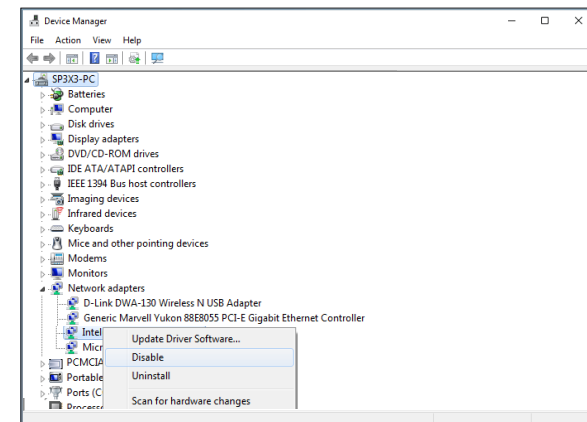 Device Manager
File Action View Help
SP3X3-PC
Batteries
Computer
Disk drives
Display adapters
DVD/CD-ROM drives
IDE ATA/ATAPI controllers
IEEE 1394 Bus host controllers
Imaging devices
Infrared devices
Keyboards
Mice and other pointing devices
Modems
Monitors
Network adapters
D-Link DWA-130 Wireless N USB Adapter
Generic Marvell Yukon 88E8055 PCI-E Gigabit Ethernet Controller
Intel
Update Driver Software...
Micr
Disable
PCMCIA
Portable
Uninstall
Ports (C
Scan for hardware changes